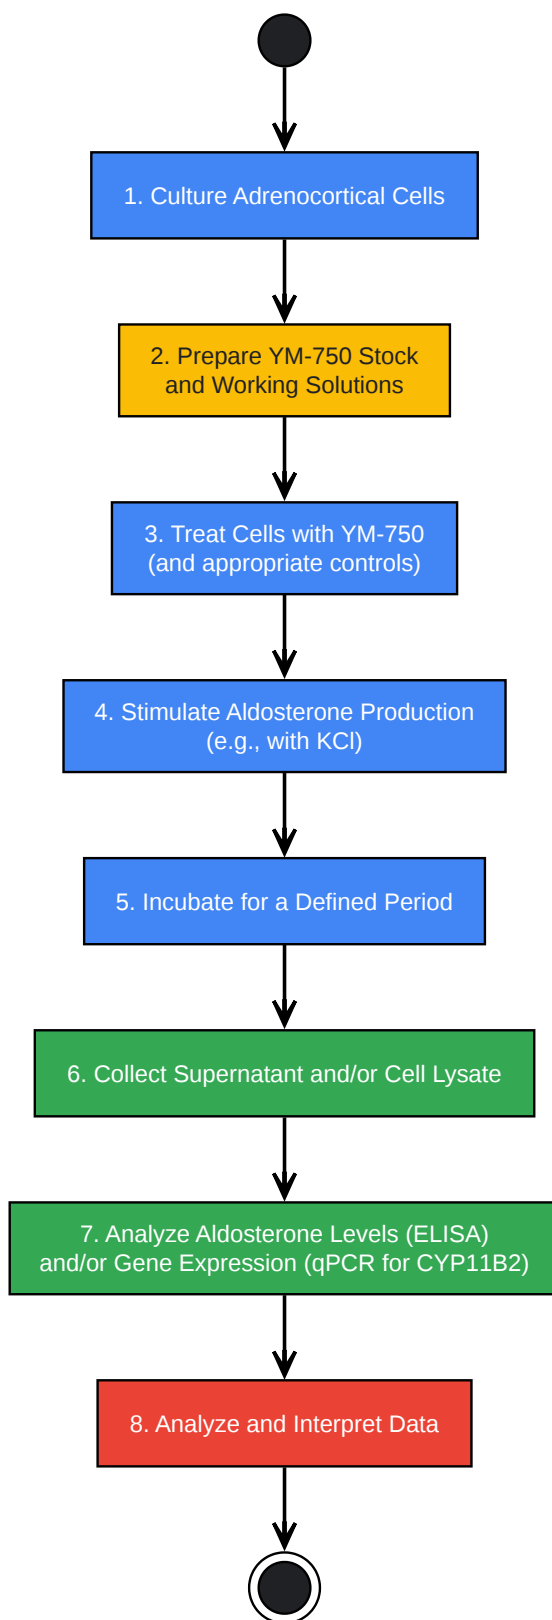 1. Culture Adrenocortical Cells
2. Prepare YM-750 Stock
and Working Solutions
3. Treat Cells with YM-750
(and appropriate controls)
4. Stimulate Aldosterone Production
(e.g., with KCl)
5. Incubate for a Defined Period
6. Collect Supernatant and/or Cell Lysate
7. Analyze Aldosterone Levels (ELISA)
and/or Gene Expression (qPCR for CYP11B2)
8. Analyze and Interpret Data